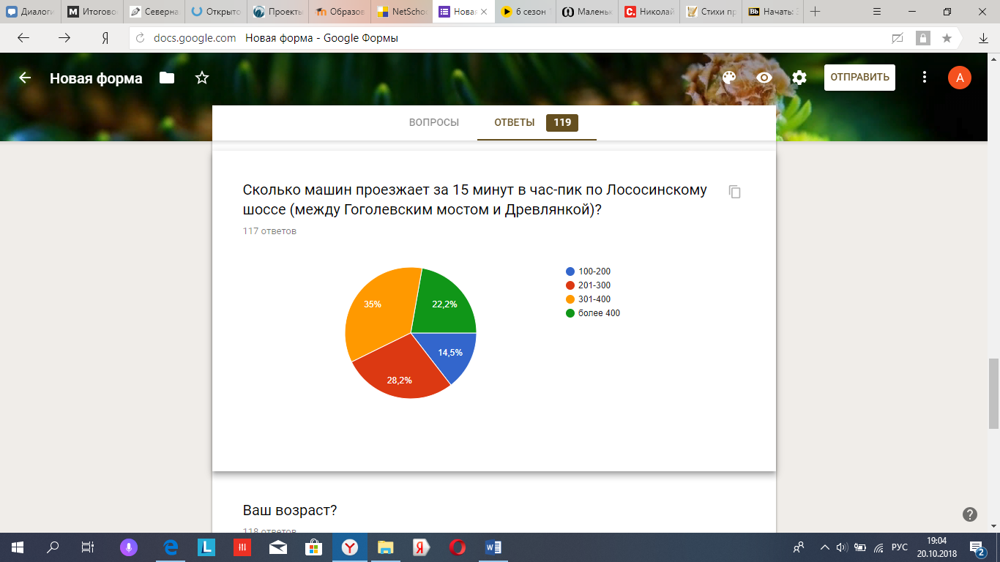 Диалоги
Итогово
Северна
Открыто
Проекты
Образов
NetSchoo
Новая
6 сезон
Маленьк
Николай
Стихи пр
Начать: З
docs.google.com Новая форма - Google Формы
Новая форма
ОТПРАВИТЬ
А
ВОПРОСЫ
ОТВЕТЫ 119
Сколько машин проезжает за 15 минут в час-пик по Лососинскому
шоссе (между Гоголевским мостом и Древлянкой)?
117 ответов
100-200
201-300
301-400
более 400
35%
22,2%
14,5%
28,2%
Ваш возраст?
118 ответов
РУС
19:04
20.10.2018
2